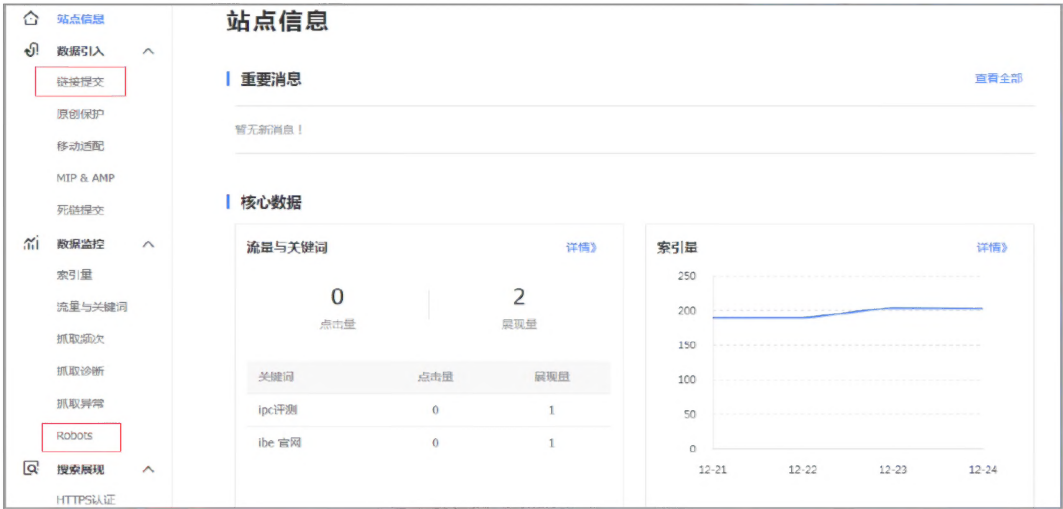 站点信息
数据引入
链接提交
原创保护
移动适配
MIP & AMP
死链提交
数据监控
索引量
流量与关键词
抓取频次
抓取诊断
抓取异常
Robots
搜索展现
HTTPS认证
站点信息
重要消息
查看全部
暂无新消息！
核心数据
流量与关键词 详情》
0 2
点击量 展现量
关键词 点击量 展现量
ipc评测 0 1
ibe 官网 0 1
索引量 详情》
250
200
150
100
50
0
12-21 12-22 12-23 12-24